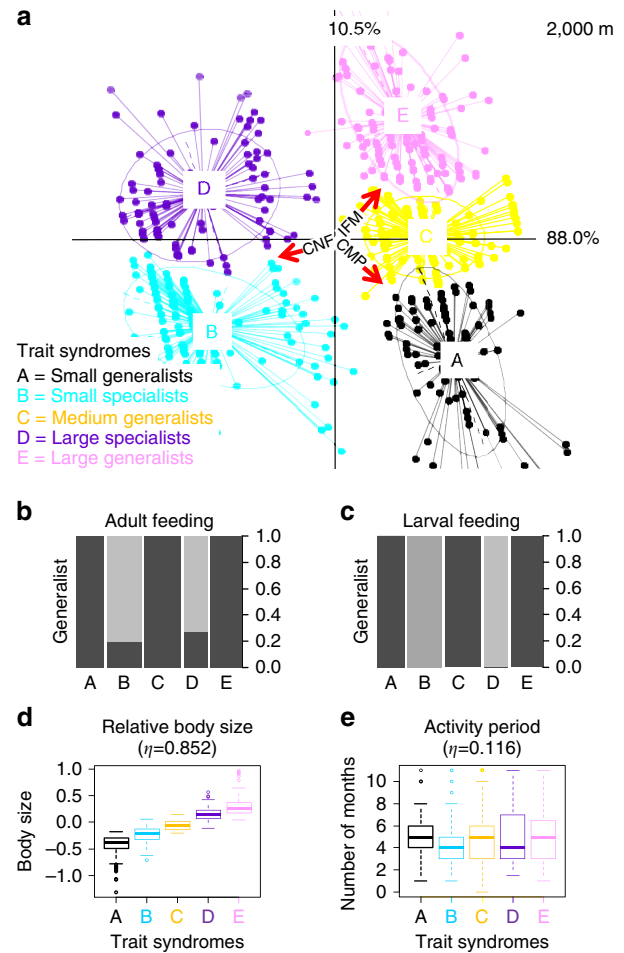 a
10.5%
2,000 m
E
D
CNF IFM
CMP
C
88.0%
B
A
Trait syndromes
A = Small generalists
B = Small specialists
C = Medium generalists
D = Large specialists
E = Large generalists
b
Adult feeding
Generalist
1.0
0.8
0.6
0.4
0.2
0.0
A B C D E
c
Larval feeding
Generalist
1.0
0.8
0.6
0.4
0.2
0.0
A B C D E
d
Relative body size
(η=0.852)
Body size
1.0
0.5
0.0
−0.5
−1.0
A B C D E
Trait syndromes
e
Activity period
(η=0.116)
Number of months
10
8
6
4
2
0
A B C D E
Trait syndromes